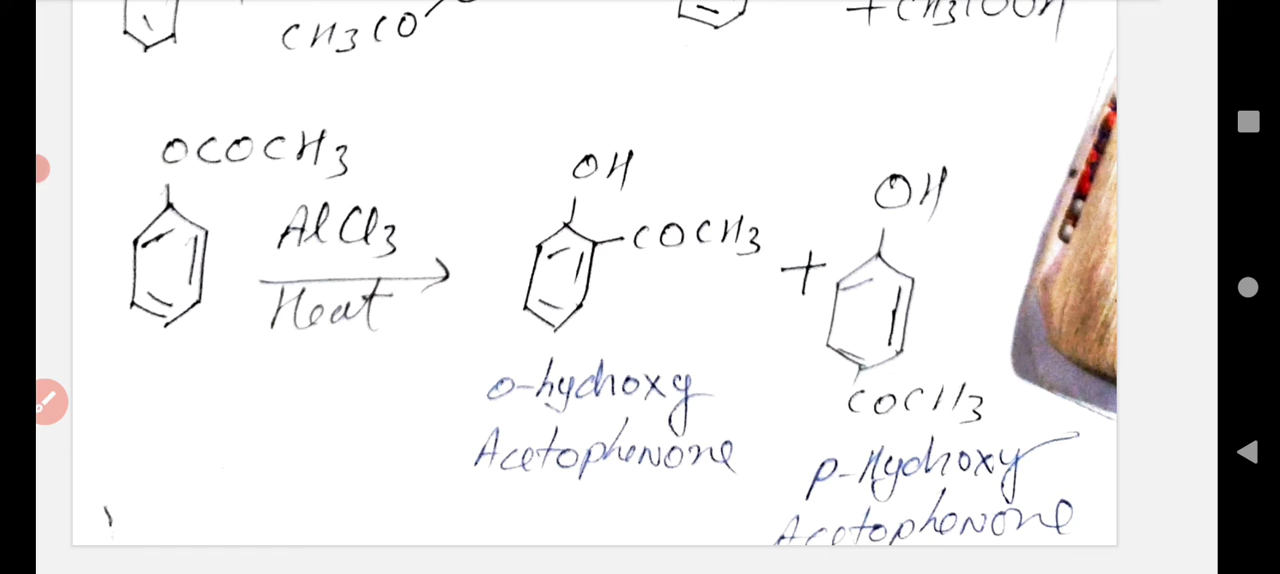 CH3CO
+ CH3COOH
OCOCH3
AlCl3
Heat
OH
COCH3
+
OH
COCH3
o-hydroxy
Acetophenone
p-Hydroxy
Acetophenone